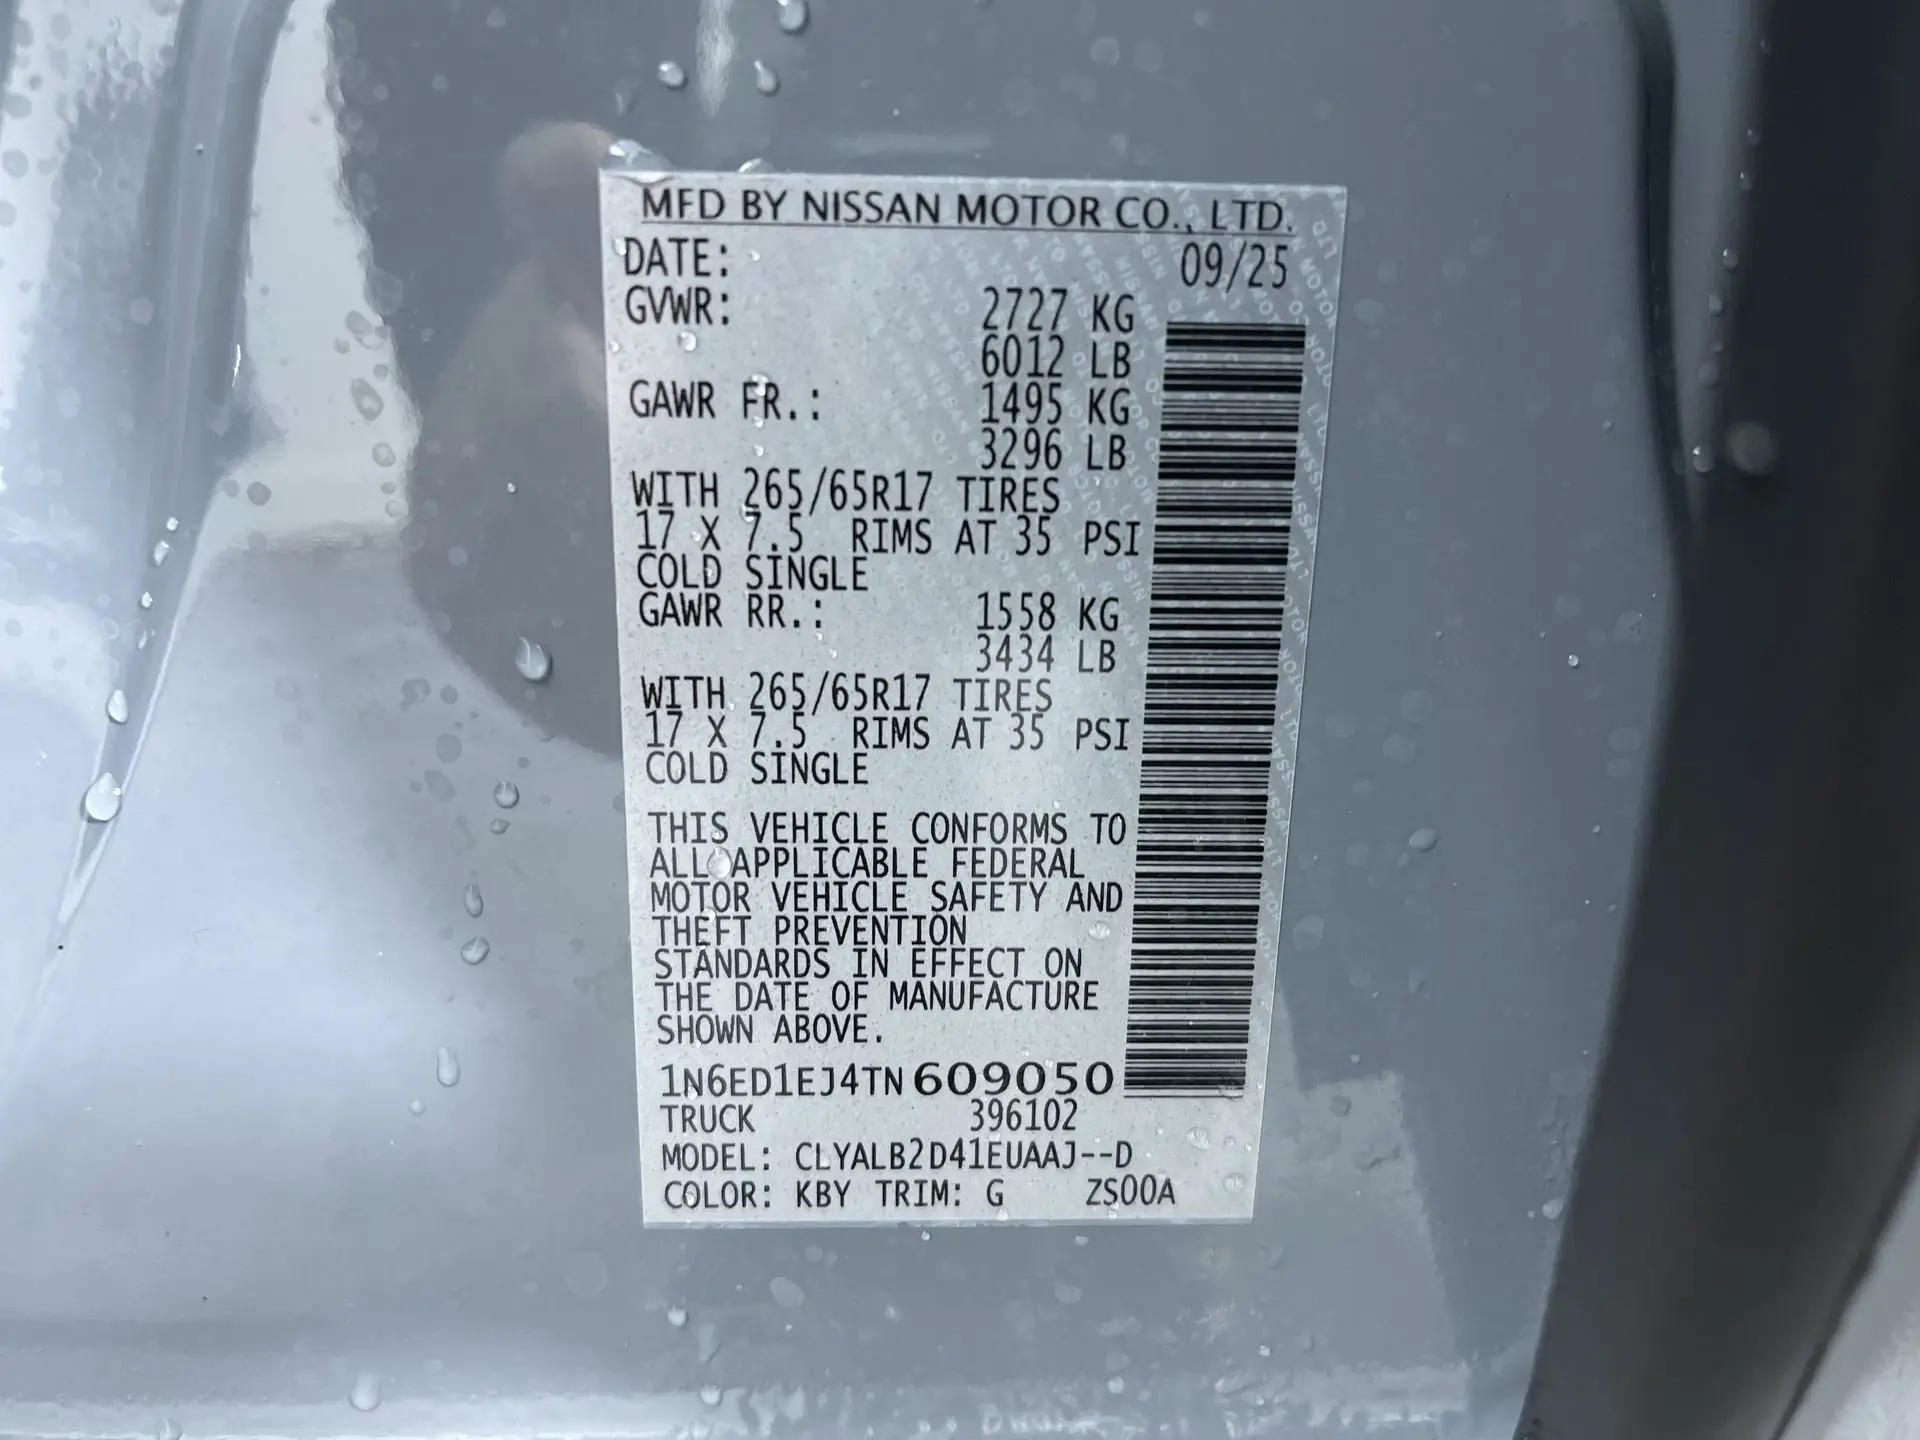 MFD BY NISSAN MOTOR CO., LTD.
DATE: 09/25
GVWR: 2727 KG
6012 LB
GAWR FR.: 1495 KG
3296 LB
WITH 265/65R17 TIRES
17 X 7.5 RIMS AT 35 PSI
COLD SINGLE
GAWR RR.: 1558 KG
3434 LB
WITH 265/65R17 TIRES
17 X 7.5 RIMS AT 35 PSI
COLD SINGLE
THIS VEHICLE CONFORMS TO
ALL APPLICABLE FEDERAL
MOTOR VEHICLE SAFETY AND
THEFT PREVENTION
STANDARDS IN EFFECT ON
THE DATE OF MANUFACTURE
SHOWN ABOVE.
1N6ED1EJ4TN609050
TRUCK 396102
MODEL: CLYALB2D41EUAAJ--D
COLOR: KBY TRIM: G ZS00A